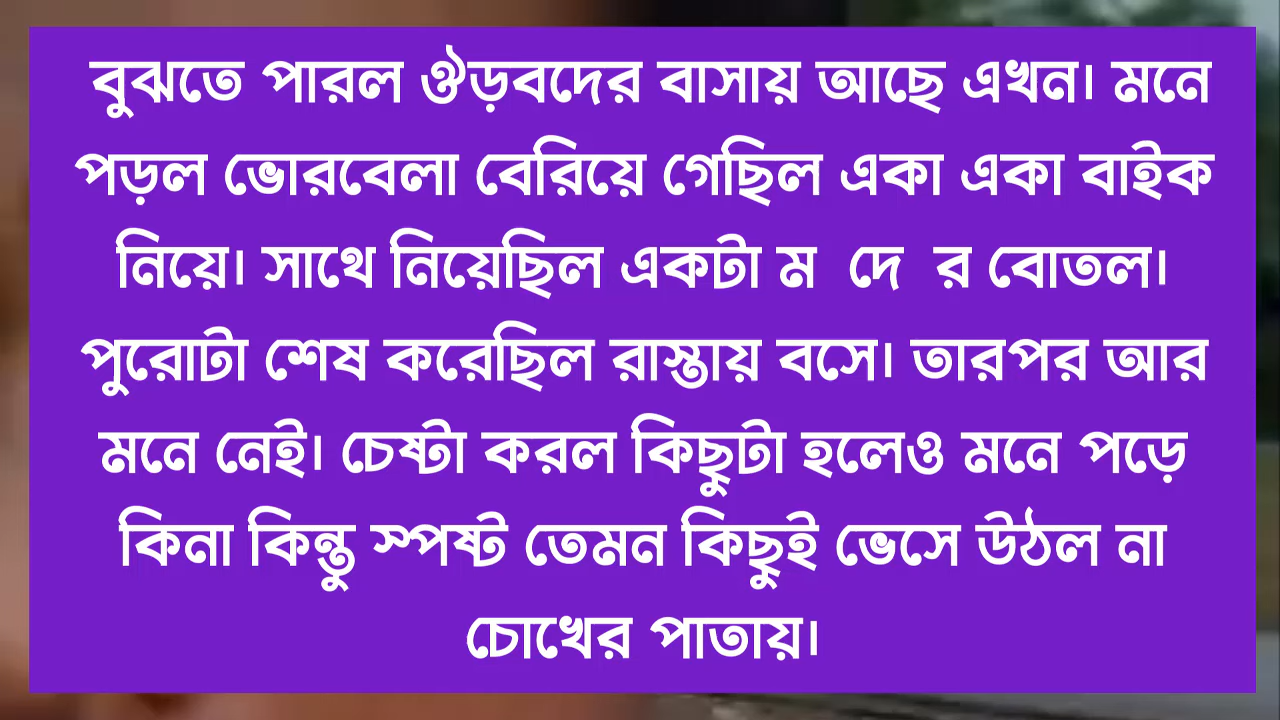 বুঝতে পারল ঔড়বদের বাসায় আছে এখন। মনে
পড়ল ভোরবেলা বেরিয়ে গেছিল একা একা বাইক
নিয়ে। সাথে নিয়েছিল একটা ম দে র বোতল।
পুরোটা শেষ করেছিল রাস্তায় বসে। তারপর আর
মনে নেই। চেষ্টা করল কিছুটা হলেও মনে পড়ে
কিনা কিন্তু স্পষ্ট তেমন কিছুই ভেসে উঠল না
চোখের পাতায়।